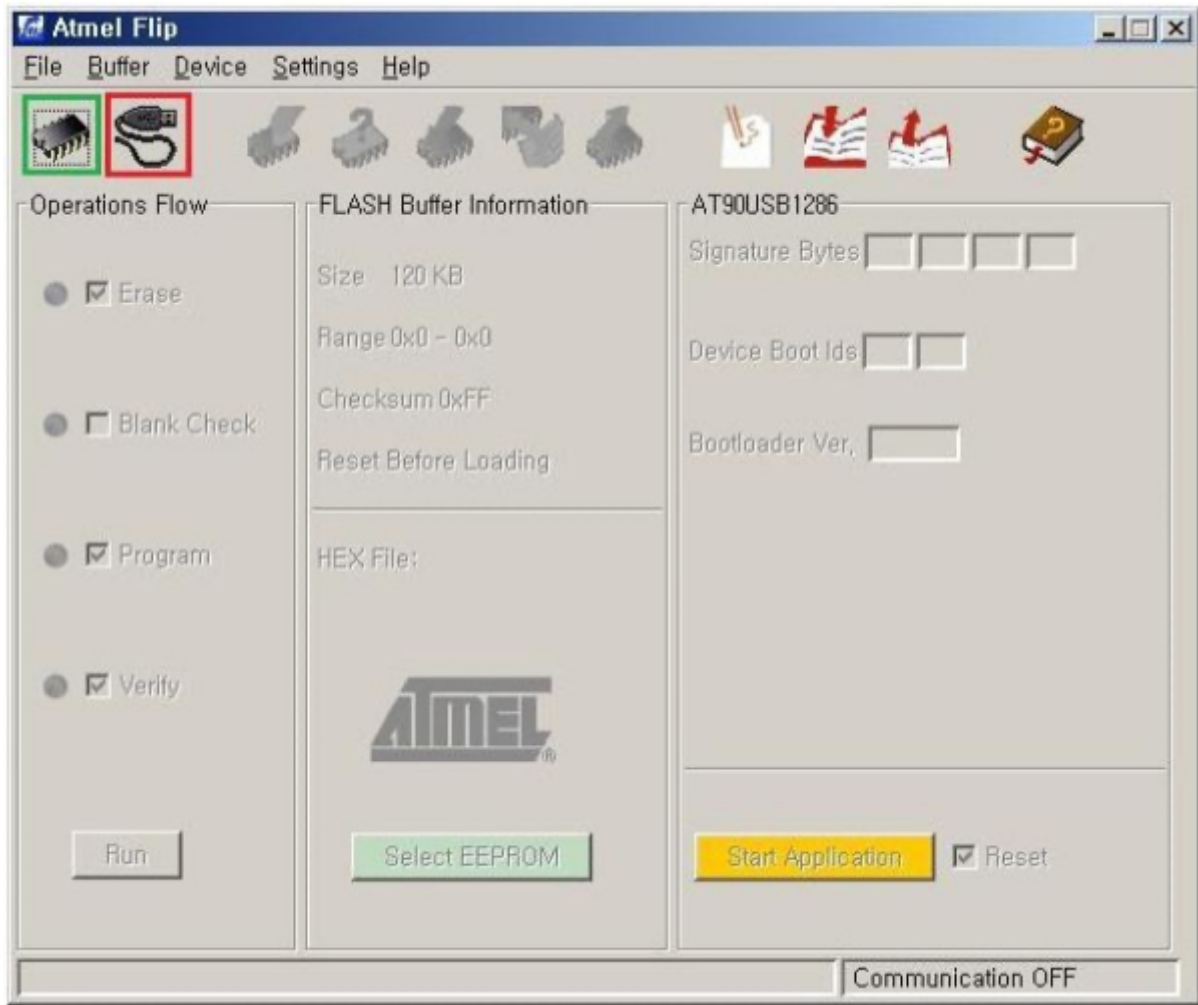 Atmel Flip
File Buffer Device Settings Help
Operations Flow
Erase
Blank Check
Program
Verify
Run
FLASH Buffer Information
Size 120 KB
Range 0x0 - 0x0
Checksum 0xFF
Reset Before Loading
HEX File:
ATMEL
®
Select EEPROM
AT90USB1286
Signature Bytes
Device Boot Ids
Bootloader Ver,
Start Application
Reset
Communication OFF